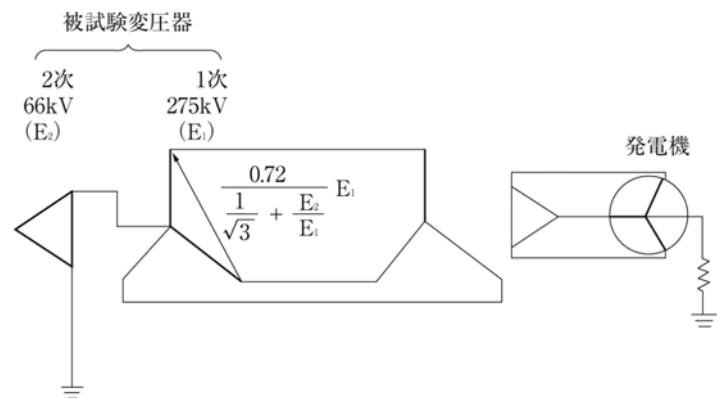 被試験変圧器
2次
66kV
(E₂)
1次
275kV
(E₁)
発電機
0.72
1
√3
+
E₂
E₁
E₁